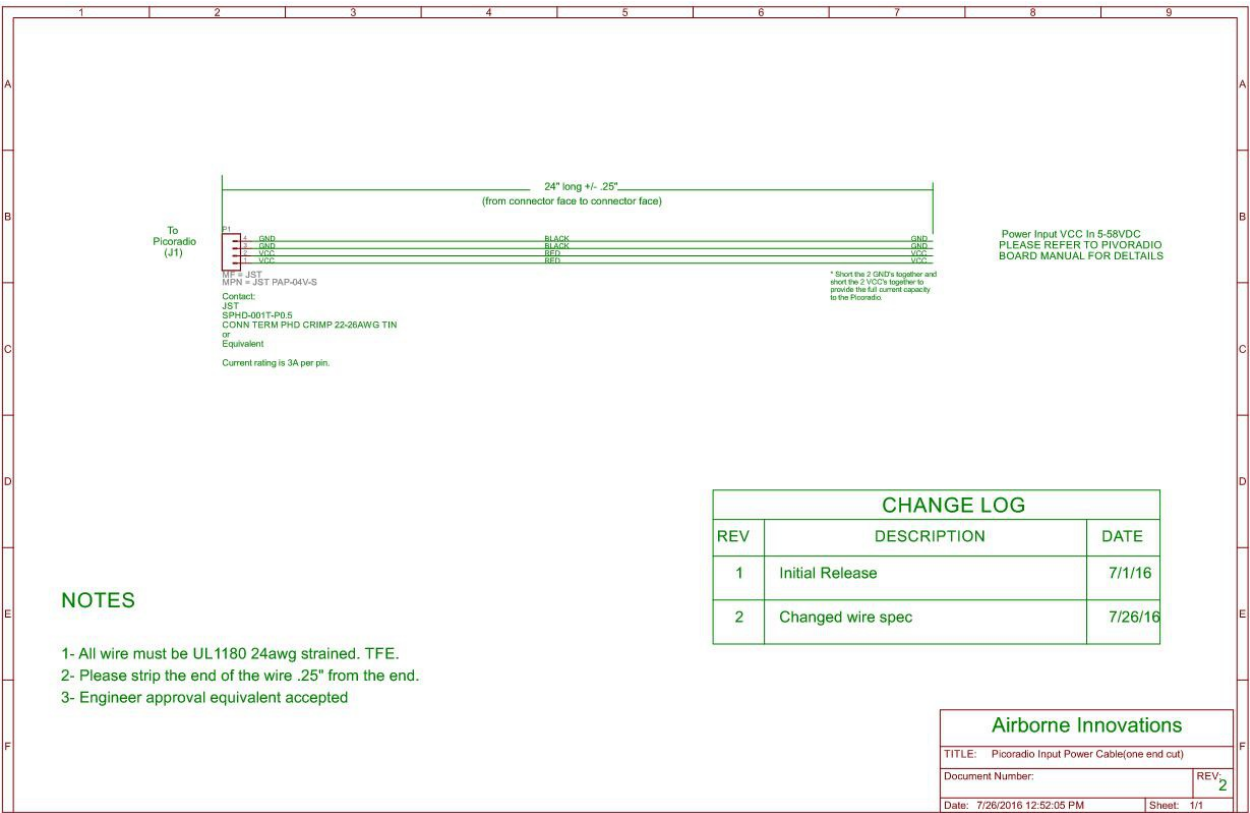 1 2 3 4 5 6 7 8 9
A A
B B
C C
D D
E E
F F
24" long +/- .25"
(from connector face to connector face)
To
Picoradio
(J1)
P1
4 GND BLACK GND
3 GND BLACK GND
2 VCC RED VCC
1 VCC RED VCC
MF = JST
MPN = JST PAP-04V-S
Contact:
JST
SPHD-001T-P0.5
CONN TERM PHD CRIMP 22-26AWG TIN
or
Equivalent
Current rating is 3A per pin.
* Short the 2 GND's together and
short the 2 VCC's together to
provide the full current capacity
to the Picoradio
Power Input VCC In 5-58VDC
PLEASE REFER TO PIVORADIO
BOARD MANUAL FOR DELTAILS
CHANGE LOG
REV DESCRIPTION DATE
1 Initial Release 7/1/16
2 Changed wire spec 7/26/16
NOTES
1- All wire must be UL1180 24awg strained. TFE.
2- Please strip the end of the wire .25" from the end.
3- Engineer approval equivalent accepted
Airborne Innovations
TITLE: Picoradio Input Power Cable(one end cut)
Document Number:
REV:
2
Date: 7/26/2016 12:52:05 PM
Sheet: 1/1